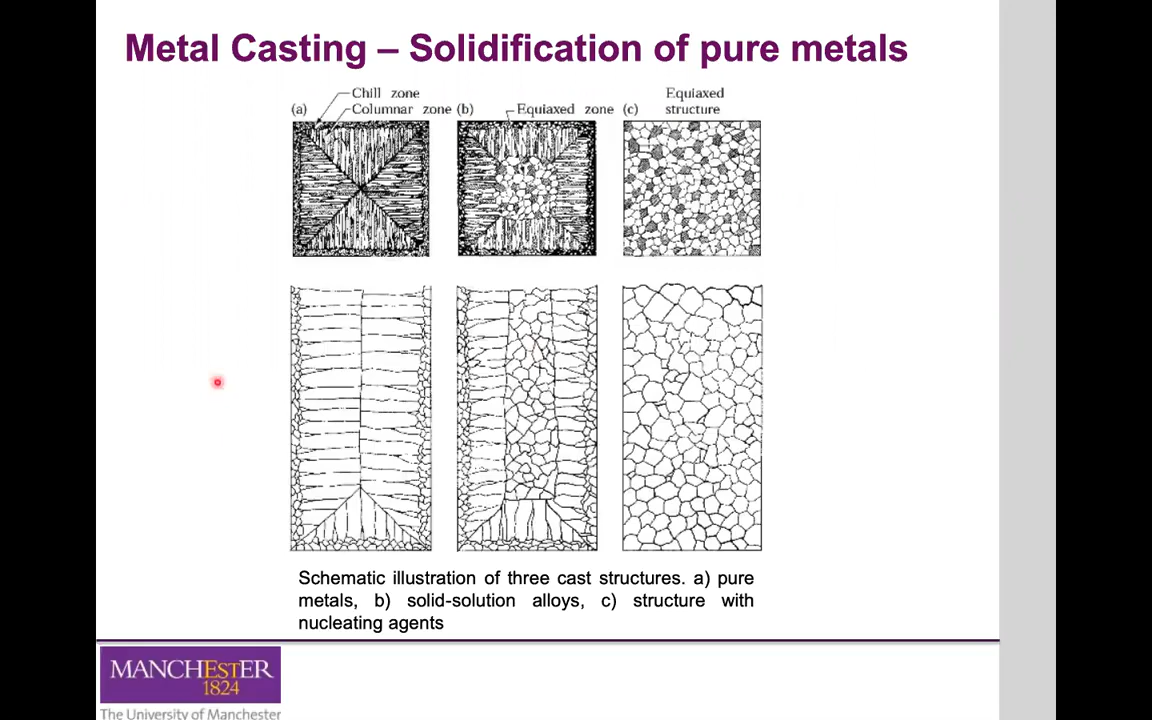 Metal Casting – Solidification of pure metals
Chill zone
Equiaxed
(a) Columnar zone (b) Equiaxed zone (c) structure
Schematic illustration of three cast structures. a) pure
metals, b) solid-solution alloys, c) structure with
nucleating agents
MANCHESTER
1824
The University of Manchester